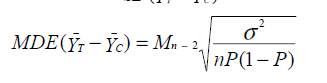 MDE(Ȳ_T − Ȳ_C) = M_{n − 2} √(σ² / (nP(1 − P)))